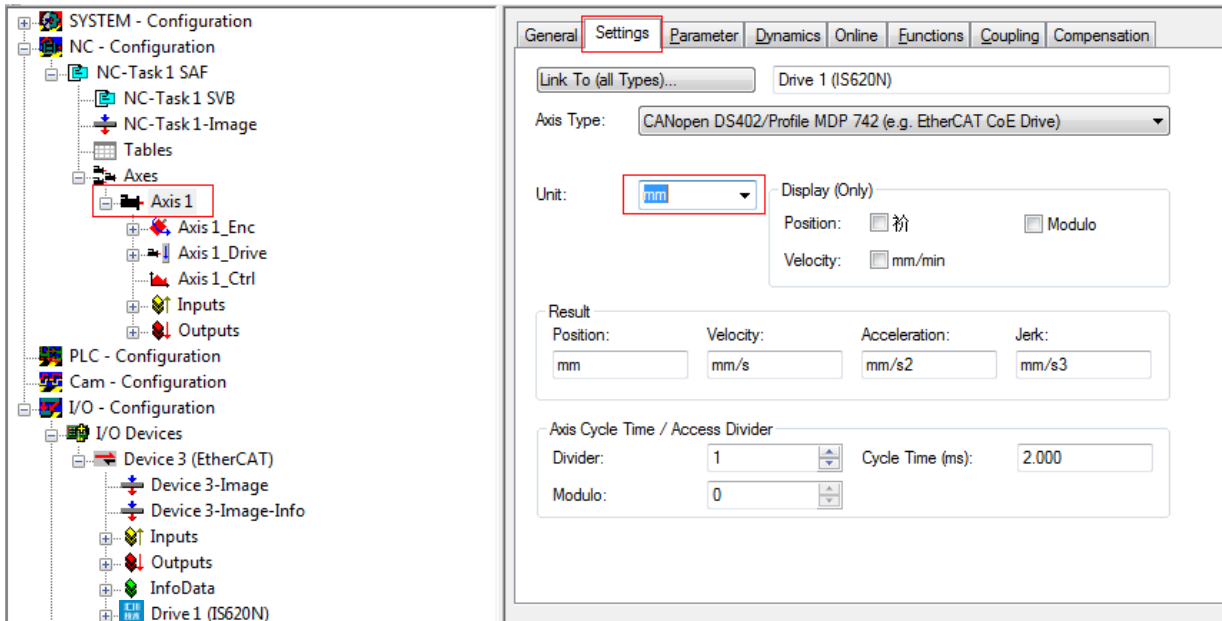 SYSTEM - Configuration
NC - Configuration
NC-Task 1 SAF
NC-Task 1 SVB
NC-Task 1-Image
Tables
Axes
Axis 1
Axis 1_Enc
Axis 1_Drive
Axis 1_Ctrl
Inputs
Outputs
PLC - Configuration
Cam - Configuration
I/O - Configuration
I/O Devices
Device 3 (EtherCAT)
Device 3-Image
Device 3-Image-Info
Inputs
Outputs
InfoData
Drive 1 (IS620N)
General Settings Parameter Dynamics Online Functions Coupling Compensation
Link To (all Types)... Drive 1 (IS620N)
Axis Type: CANopen DS402/Profile MDP 742 (e.g. EtherCAT CoE Drive)
Unit: mm
Display (Only)
Position: 祄 Modulo
Velocity: mm/min
Result
Position: Velocity: Acceleration: Jerk:
mm mm/s mm/s2 mm/s3
Axis Cycle Time / Access Divider
Divider: 1 Cycle Time (ms): 2.000
Modulo: 0